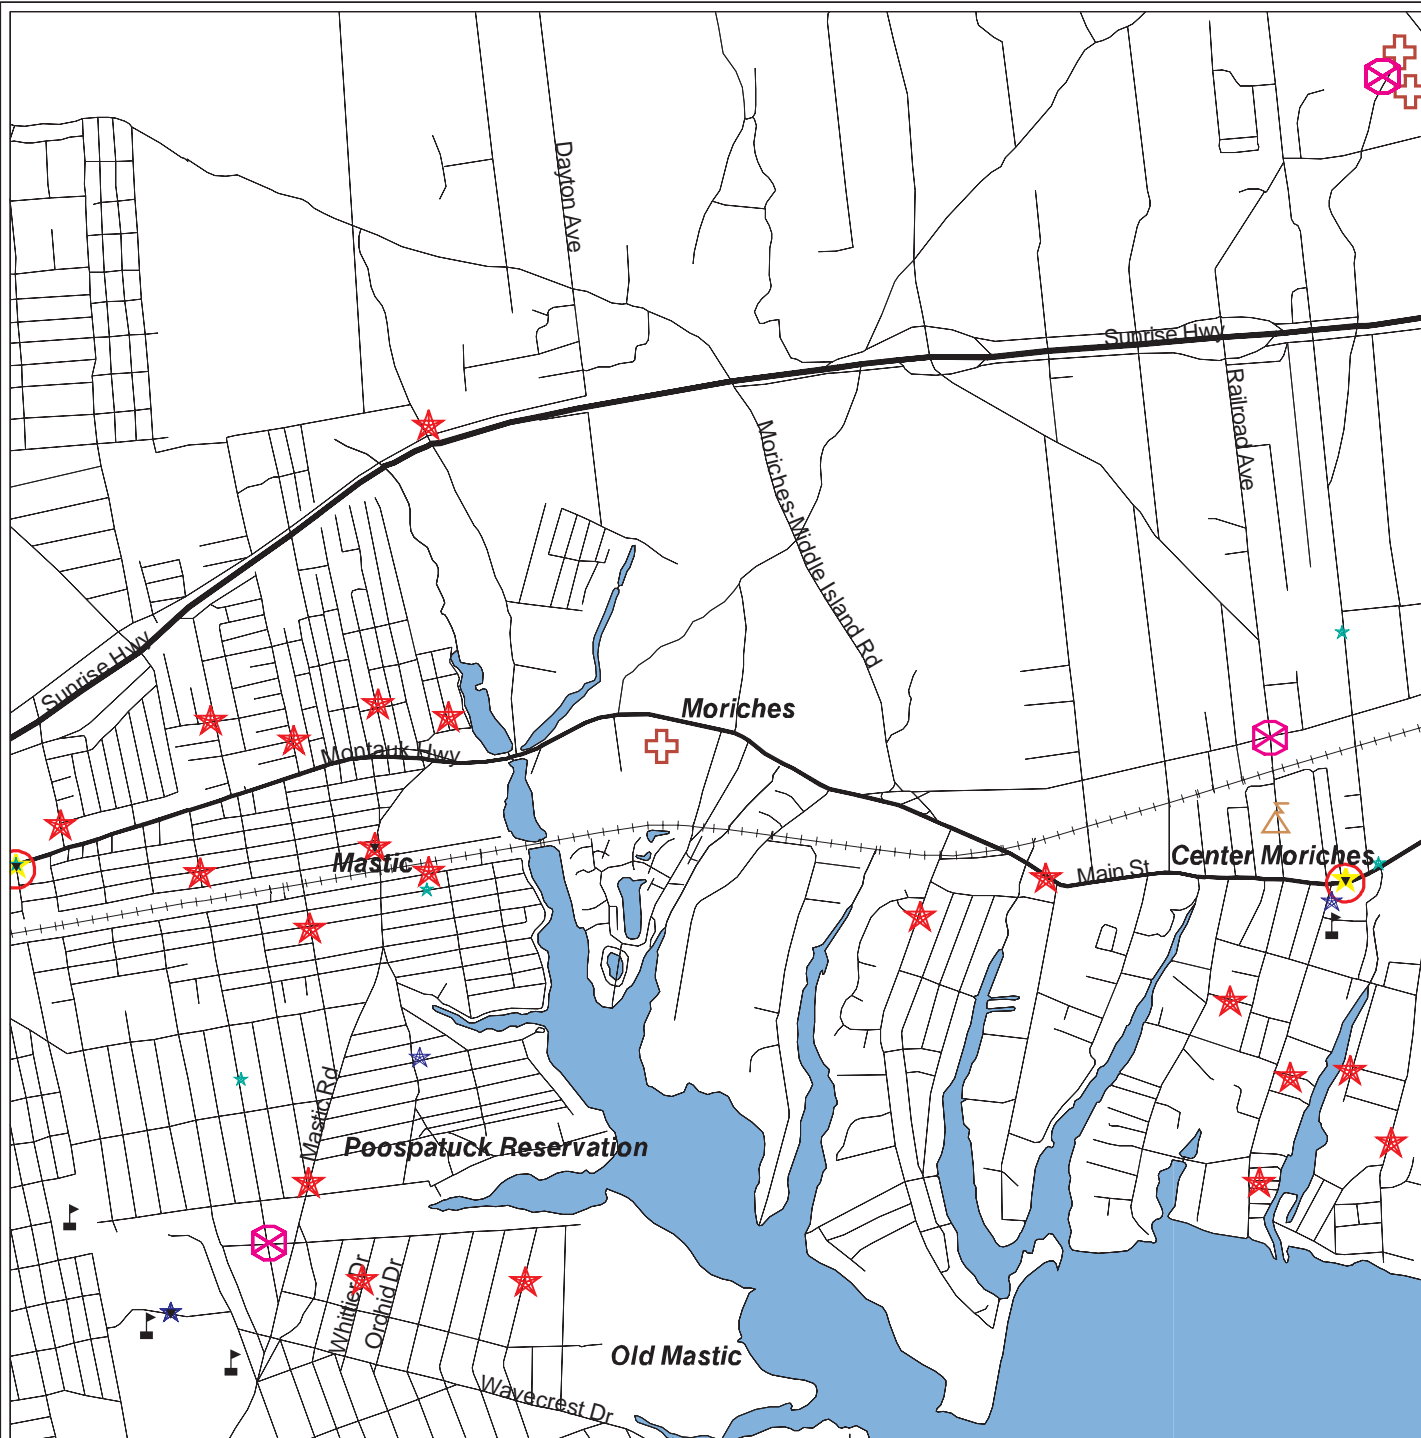 Dayton Ave
Sunrise Hwy
Railroad Ave
Moriches-Middle Island Rd
Sunrise Hwy
Moriches
Montauk Hwy
Mastic
Center Moriches
Main St
Mastic Rd
Poospatuck Reservation
Whittier Dr
Orchid Dr
Old Mastic
Wavecrest Dr